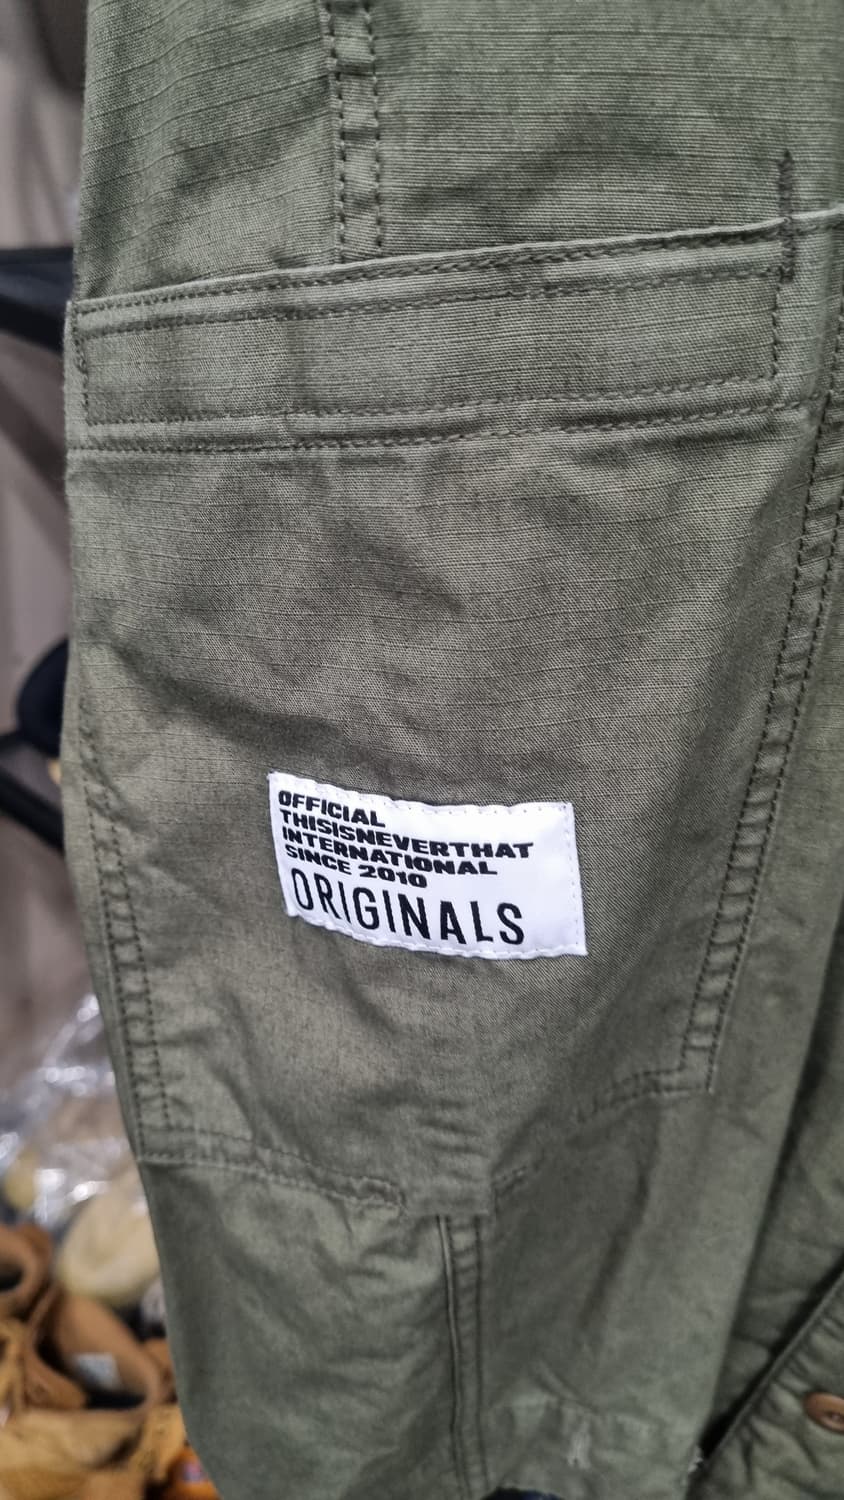 OFFICIAL
THISISNEVERTHAT
INTERNATIONAL
SINCE 2010
ORIGINALS